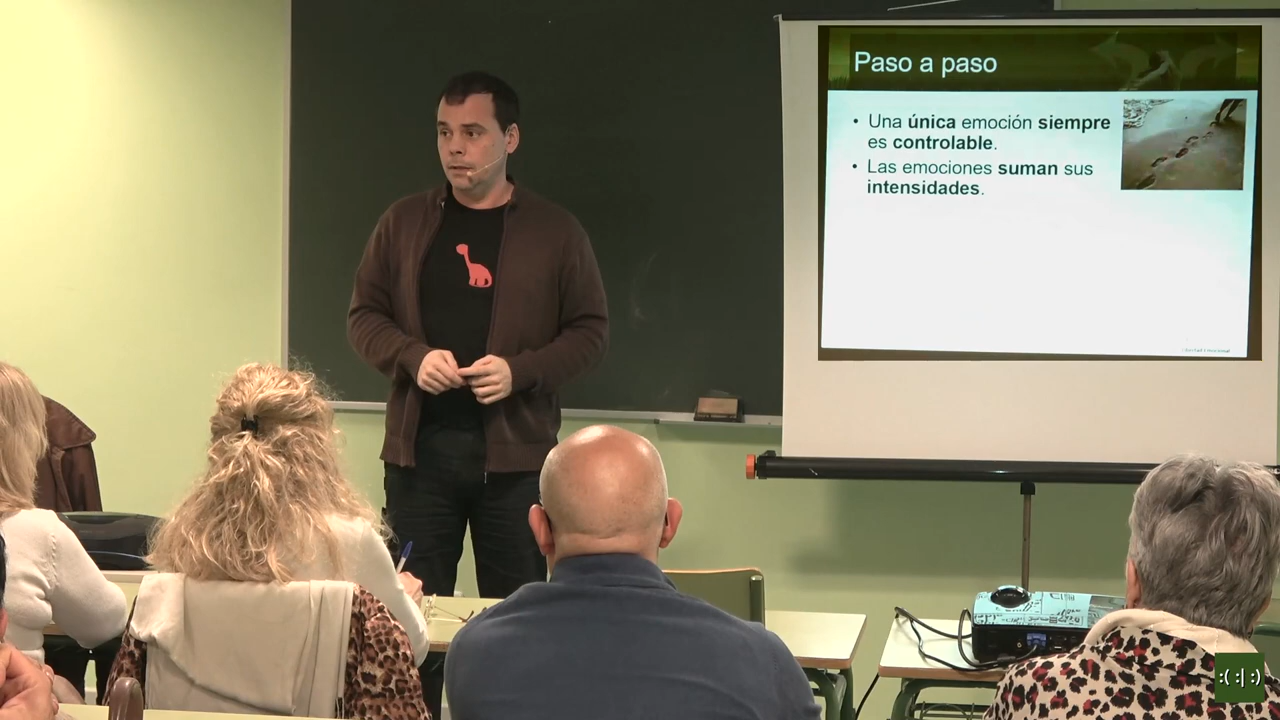 Paso a paso
• Una única emoción siempre
es controlable.
• Las emociones suman sus
intensidades.
:( :| :)